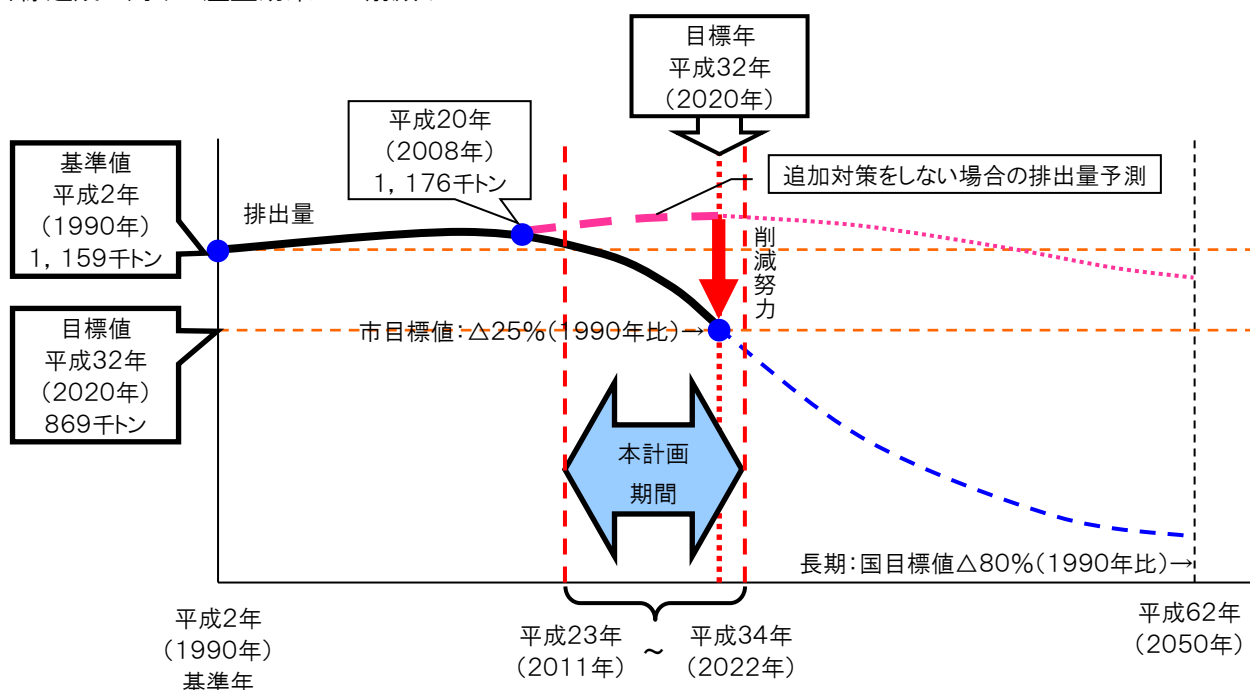 目標年
平成32年
(2020年)
平成20年
(2008年)
1,176千トン
基準値
平成2年
(1990年)
1,159千トン
追加対策をしない場合の排出量予測
排出量
削減努力
目標値
平成32年
(2020年)
869千トン
市目標値:△25%(1990年比)→
本計画
期間
長期:国目標値△80%(1990年比)→
平成2年
(1990年)
基準年
平成23年
(2011年)
~
平成34年
(2022年)
平成62年
(2050年)